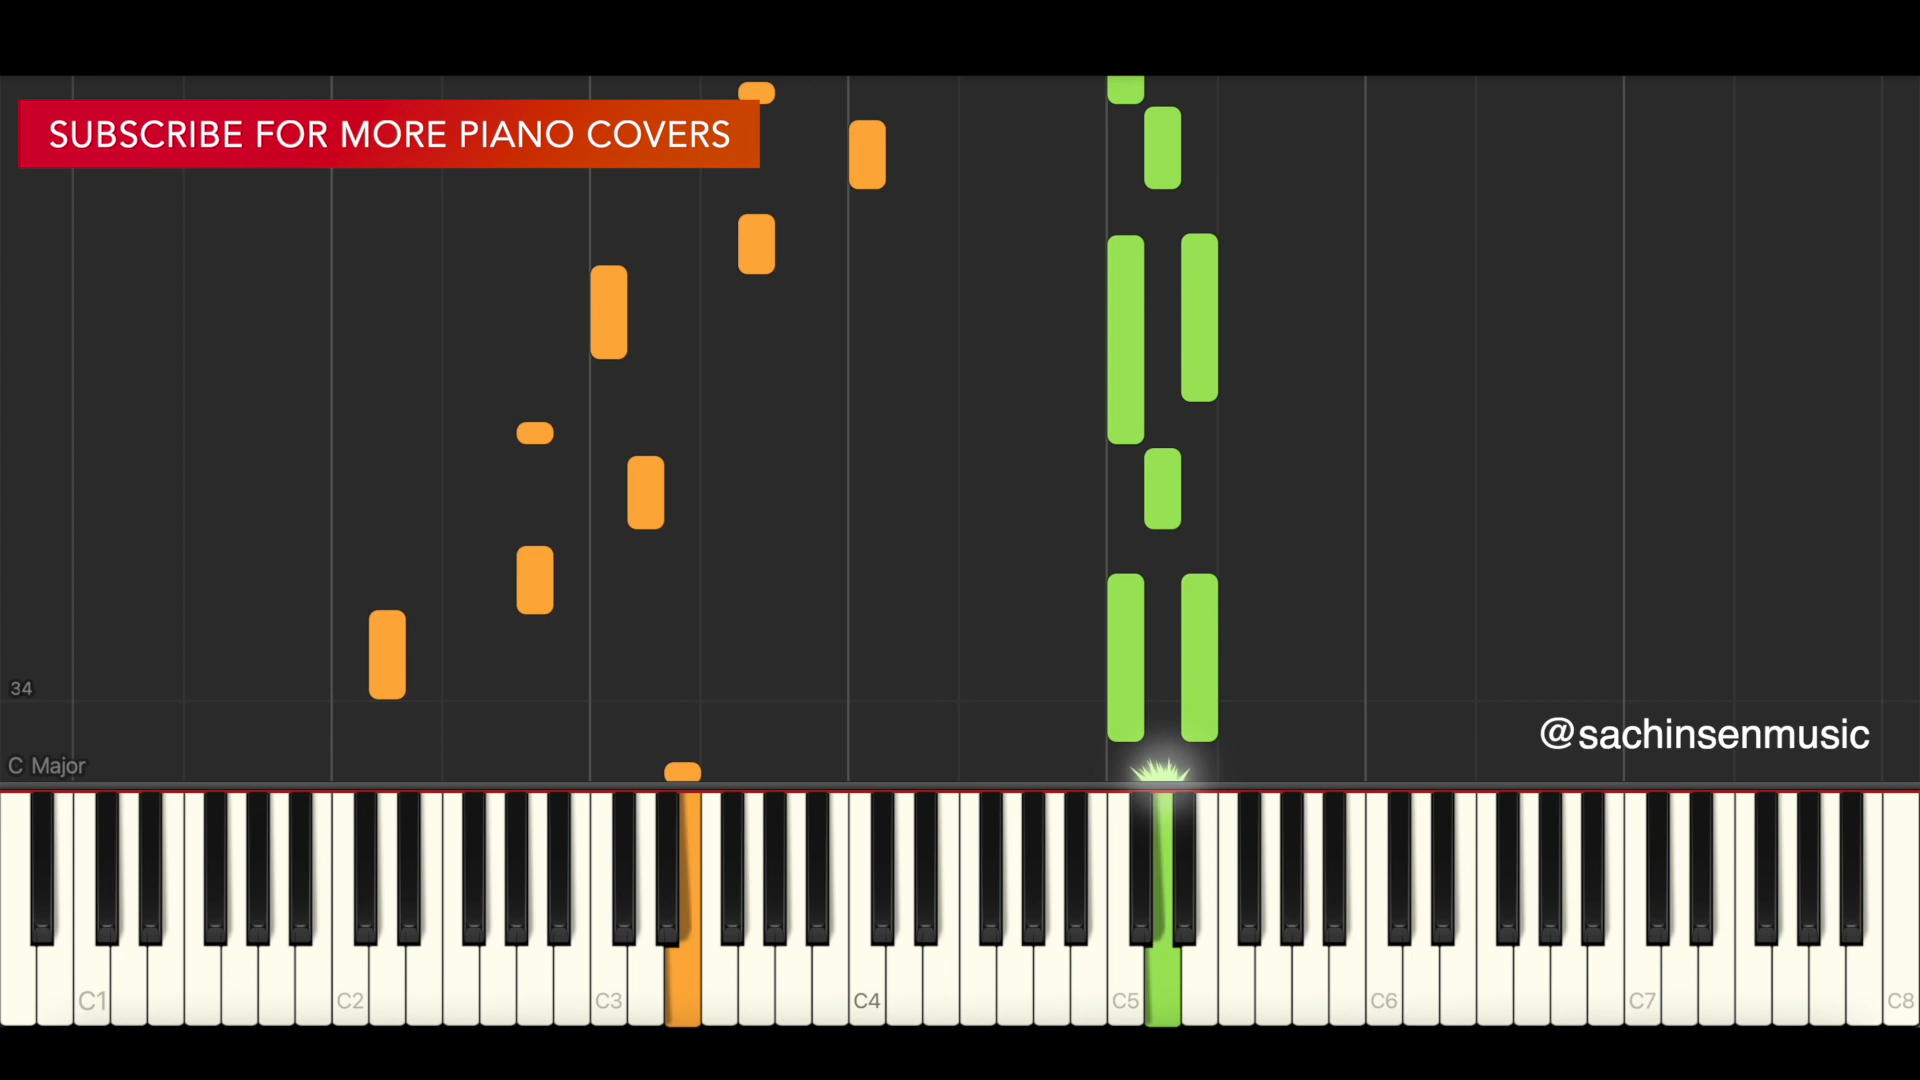 SUBSCRIBE FOR MORE PIANO COVERS
34
@sachinsenmusic
C Major
C1 C2 C3 C4 C5 C6 C7 C8